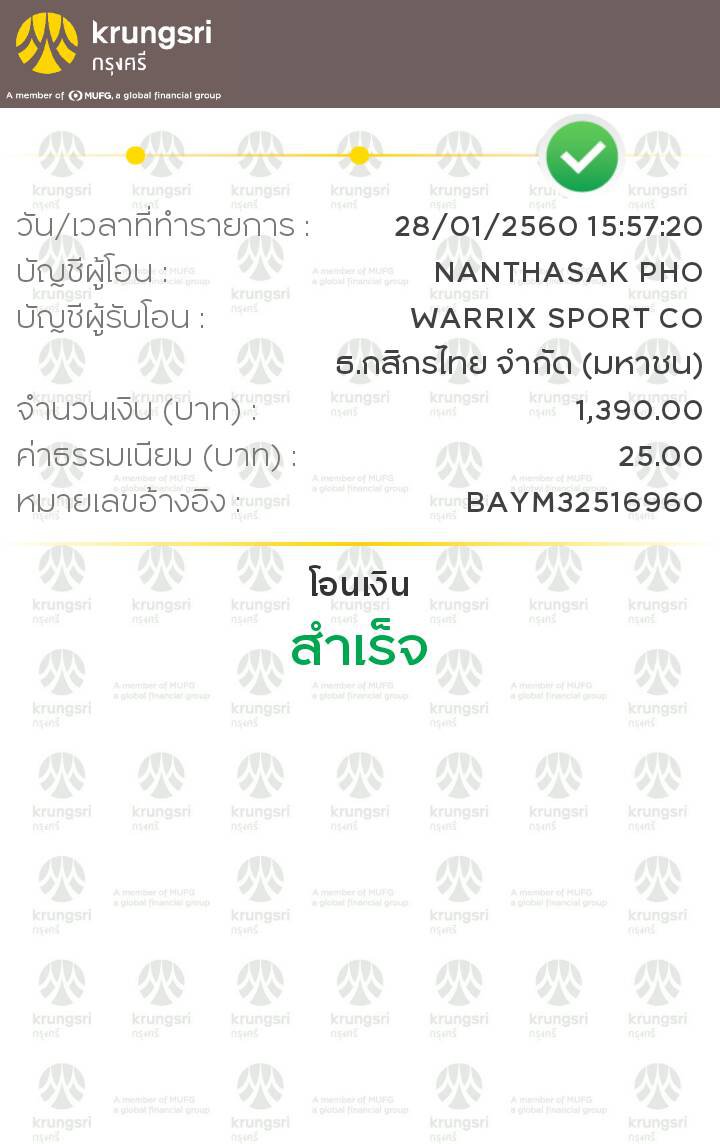 krungsri
กรุงศรี
A member of MUFG, a global financial group
วัน/เวลาที่ทำรายการ : 28/01/2560 15:57:20
บัญชีผู้โอน : NANTHASAK PHO
บัญชีผู้รับโอน : WARRIX SPORT CO
ธ.กสิกรไทย จำกัด (มหาชน)
จำนวนเงิน (บาท) : 1,390.00
ค่าธรรมเนียม (บาท) : 25.00
หมายเลขอ้างอิง : BAYM32516960
โอนเงิน
สำเร็จ